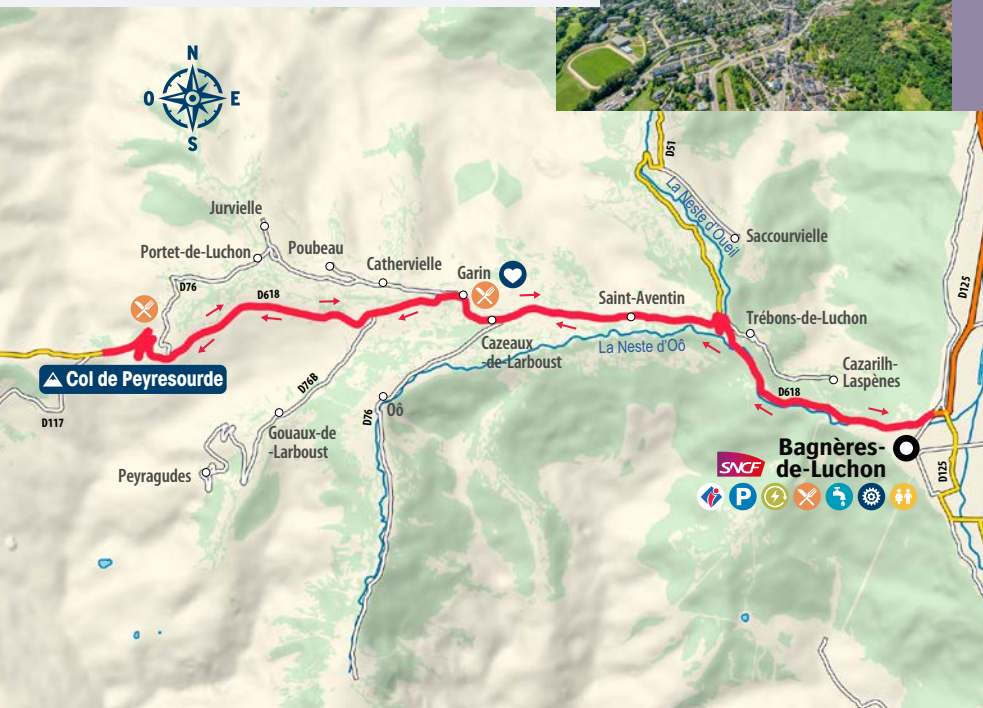 N
O E
S
D51
La Neste d'Oueil
Saccourvielle
Jurvielle
Portet-de-Luchon
Poubeau
Cathervielle
Garin
D76
D618
Saint-Aventin
D125
Trébons-de-Luchon
Cazeaux
-de-Larboust
La Neste d'Oô
Cazarilh-
Laspènes
Col de Peyresourde
D76B
D618
D117
Oô
D76
Gouaux-de
-Larboust
Peyragudes
Bagnères-
de-Luchon
SNCF
P
D125